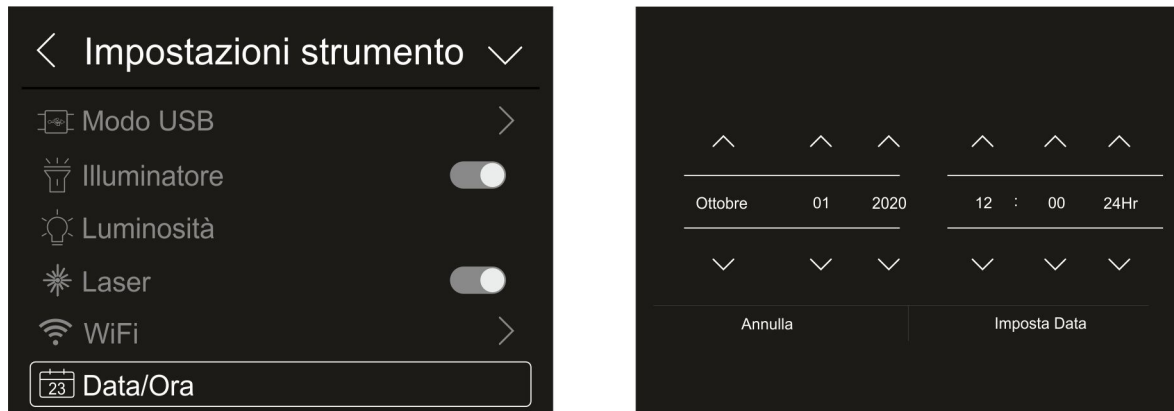 Impostazioni strumento
Modo USB
Illuminatore
Luminosità
Laser
WiFi
23 Data/Ora
Ottobre 01 2020 12 : 00 24Hr
Annulla Imposta Data